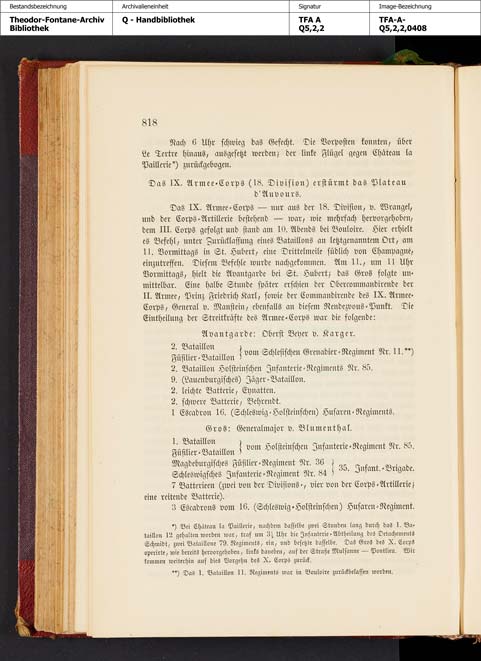 Bestandsbezeichnung
Theodor-Fontane-Archiv
Bibliothek
Archivalieneinheit
Q - Handbibliothek
Signatur
TFA A
Q5,2,2
Image-Bezeichnung
TFA-A-
Q5,2,2,0408
818
Nach 6 Uhr schwieg das Gefecht. Die Vorposten konnten, über
Le Tertre hinaus, ausgesetzt werden; der linke Flügel gegen Château la
Paillerie*) zurückgebogen.
Das IX. Armee-Corps (18. Division) erstürmt das Plateau
d'Auvours.
Das IX. Armee-Corps — nur aus der 18. Division, v. Wrangel,
und der Corps-Artillerie bestehend — war, wie mehrfach hervorgehoben,
dem III. Corps gefolgt und stand am 10. Abends bei Bouloire. Hier erhielt
es Befehl, unter Zurücklassung eines Bataillons an letztgenanntem Ort, am
11. Vormittags in St. Hubert, eine Drittelmeile südlich von Champagné,
einzutreffen. Diesem Befehle wurde nachgekommen. Am 11., um 11 Uhr
Vormittags, hielt die Avantgarde bei St. Hubert; das Gros folgte un-
mittelbar. Eine halbe Stunde später erschien der Obercommandirende der
II. Armee, Prinz Friedrich Karl, sowie der Commandirende des IX. Armee-
Corps, General v. Manstein, ebenfalls an diesem Rendezvous-Punkt. Die
Eintheilung der Streitkräfte des Armee-Corps war die folgende:
Avantgarde: Oberst Beyer v. Karger.
2. Bataillon
Füsilier-Bataillon } vom Schlesischen Grenadier-Regiment Nr. 11.**)
2. Bataillon Holsteinschen Infanterie-Regiments Nr. 85.
9. (Lauenburgisches) Jäger-Bataillon.
2. leichte Batterie, Eynatten.
2. schwere Batterie, Behrendt.
1 Escadron 16. (Schleswig-Holsteinschen) Husaren-Regiments.
Gros: Generalmajor v. Blumenthal.
1. Bataillon
Füsilier-Bataillon } vom Holsteinschen Infanterie-Regiment Nr. 85.
Magdeburgisches Füsilier-Regiment Nr. 36
Schleswigsches Infanterie-Regiment Nr. 84 } 35. Infant.-Brigade.
7 Batterieen (zwei von der Divisions-, vier von der Corps-Artillerie;
eine reitende Batterie).
3 Escadrons vom 16. (Schleswig-Holsteinschen) Husaren-Regiment.
*) Bei Château la Paillerie, nachdem dasselbe zwei Stunden lang durch das 1. Ba-
taillon 12 gehalten worden war, traf um 3½ Uhr die Infanterie-Abtheilung des Detachements
Schmidt, zwei Bataillone 79. Regiments, ein, und besetzte dasselbe. Das Gros des X. Corps
operirte, wie bereits hervorgehoben, links daneben, auf der Straße Mulsanne — Pontlieu. Wir
kommen weiterhin auf dies Vorgehn des X. Corps zurück.
**) Das 1. Bataillon 11. Regiments war in Bouloire zurückbelassen worden.